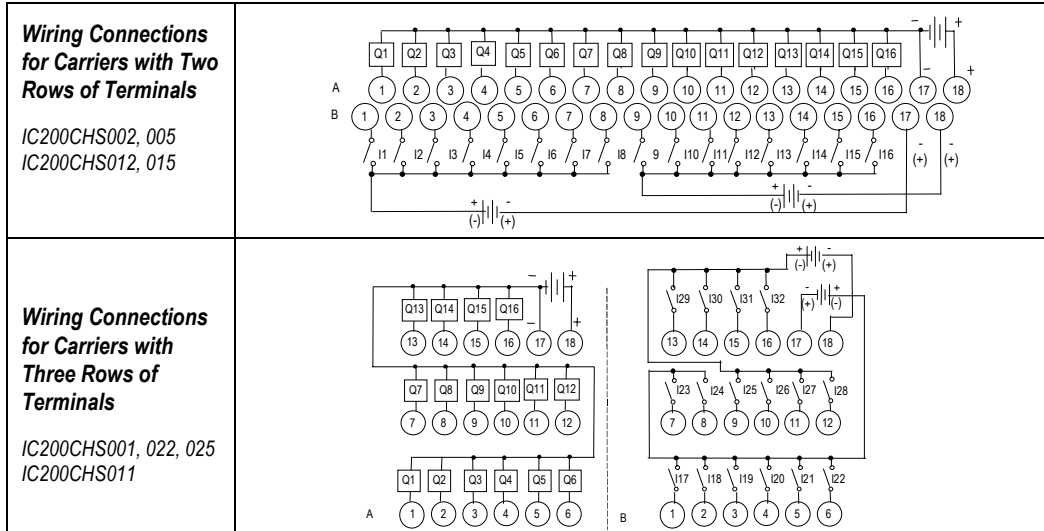 Wiring Connections
for Carriers with Two
Rows of Terminals
IC200CHS002, 005
IC200CHS012, 015
− +
Q1 Q2 Q3 Q4 Q5 Q6 Q7 Q8 Q9 Q10 Q11 Q12 Q13 Q14 Q15 Q16
− +
A 1 2 3 4 5 6 7 8 9 10 11 12 13 14 15 16 17 18
B 1 2 3 4 5 6 7 8 9 10 11 12 13 14 15 16 17 18
I1 I2 I3 I4 I5 I6 I7 I8 9 I10 I11 I12 I13 I14 I15 I16
- -
(+) (+)
+ -
(-) (+)
+ -
(-) (+)
Wiring Connections
for Carriers with
Three Rows of
Terminals
IC200CHS001, 022, 025
IC200CHS011
− +
Q13 Q14 Q15 Q16
− +
13 14 15 16 17 18
Q7 Q8 Q9 Q10 Q11 Q12
7 8 9 10 11 12
Q1 Q2 Q3 Q4 Q5 Q6
A 1 2 3 4 5 6
+ -
(-) (+)
I29 I30 I31 I32
- +
(+) (-)
13 14 15 16 17 18
I23 I24 I25 I26 I27 I28
7 8 9 10 11 12
I17 I18 I19 I20 I21 I22
B 1 2 3 4 5 6